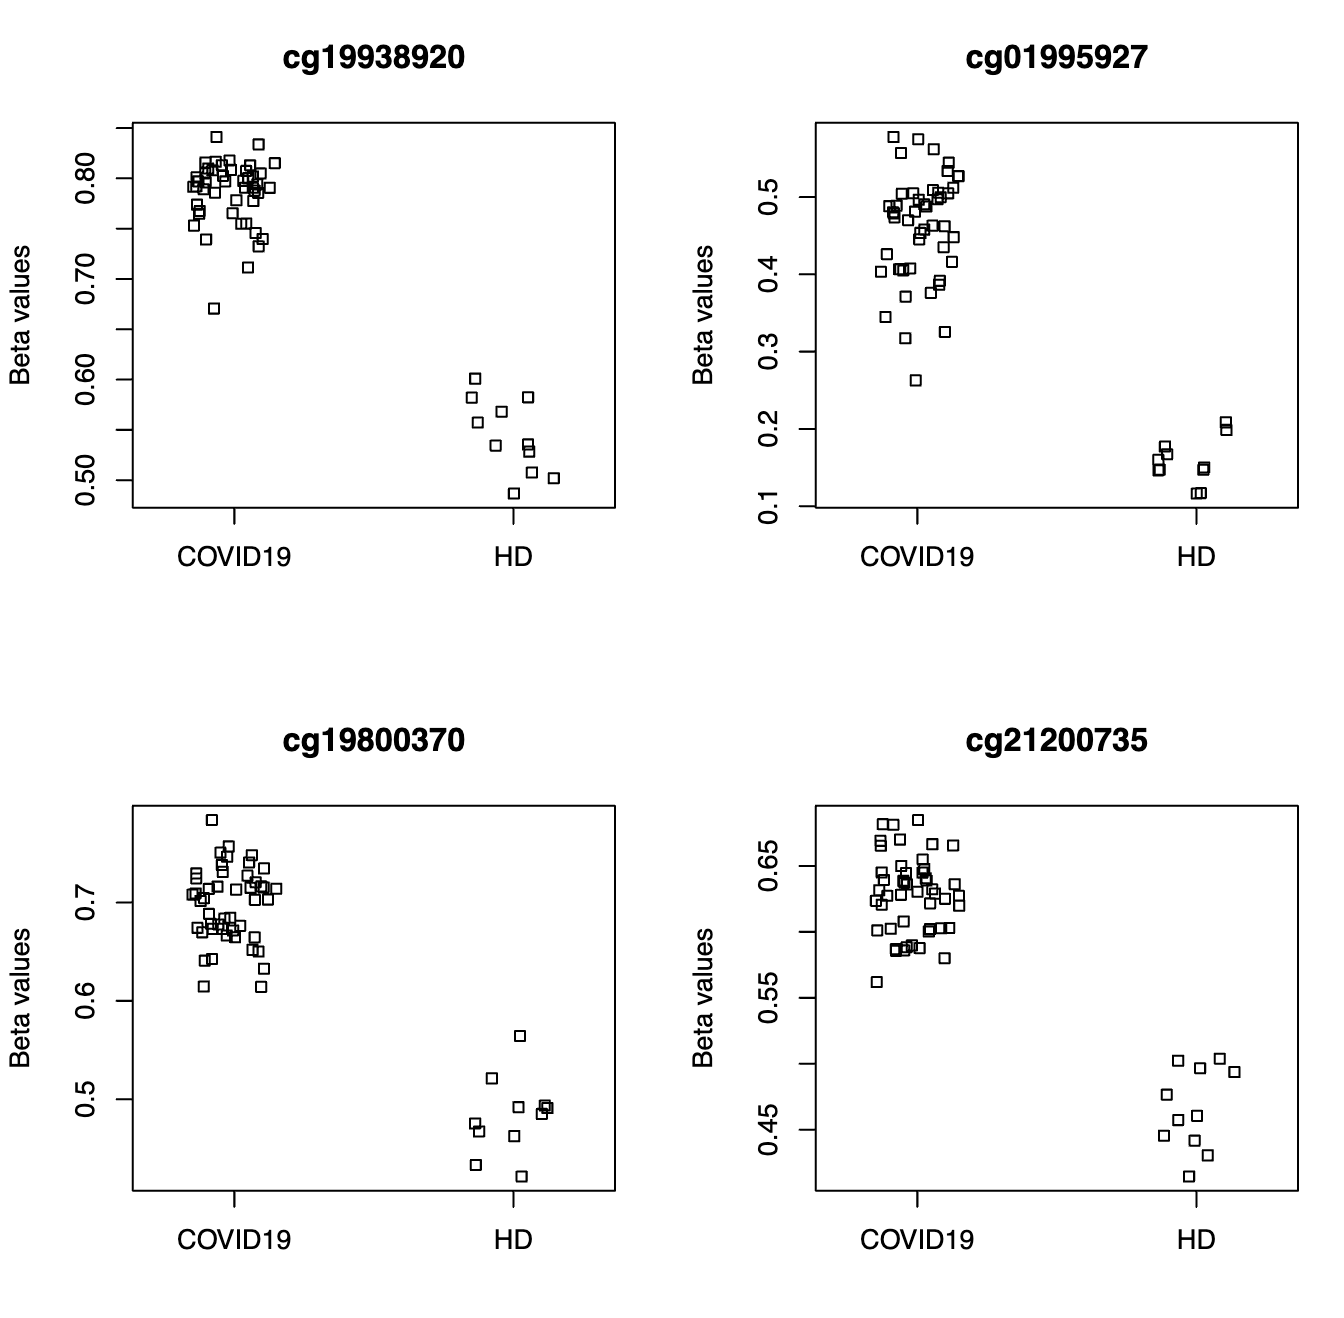 cg19938920
Beta values
0.80
0.70
0.60
0.50
COVID19 HD
cg01995927
Beta values
0.5
0.4
0.3
0.2
0.1
COVID19 HD
cg19800370
Beta values
0.7
0.6
0.5
COVID19 HD
cg21200735
Beta values
0.65
0.55
0.45
COVID19 HD